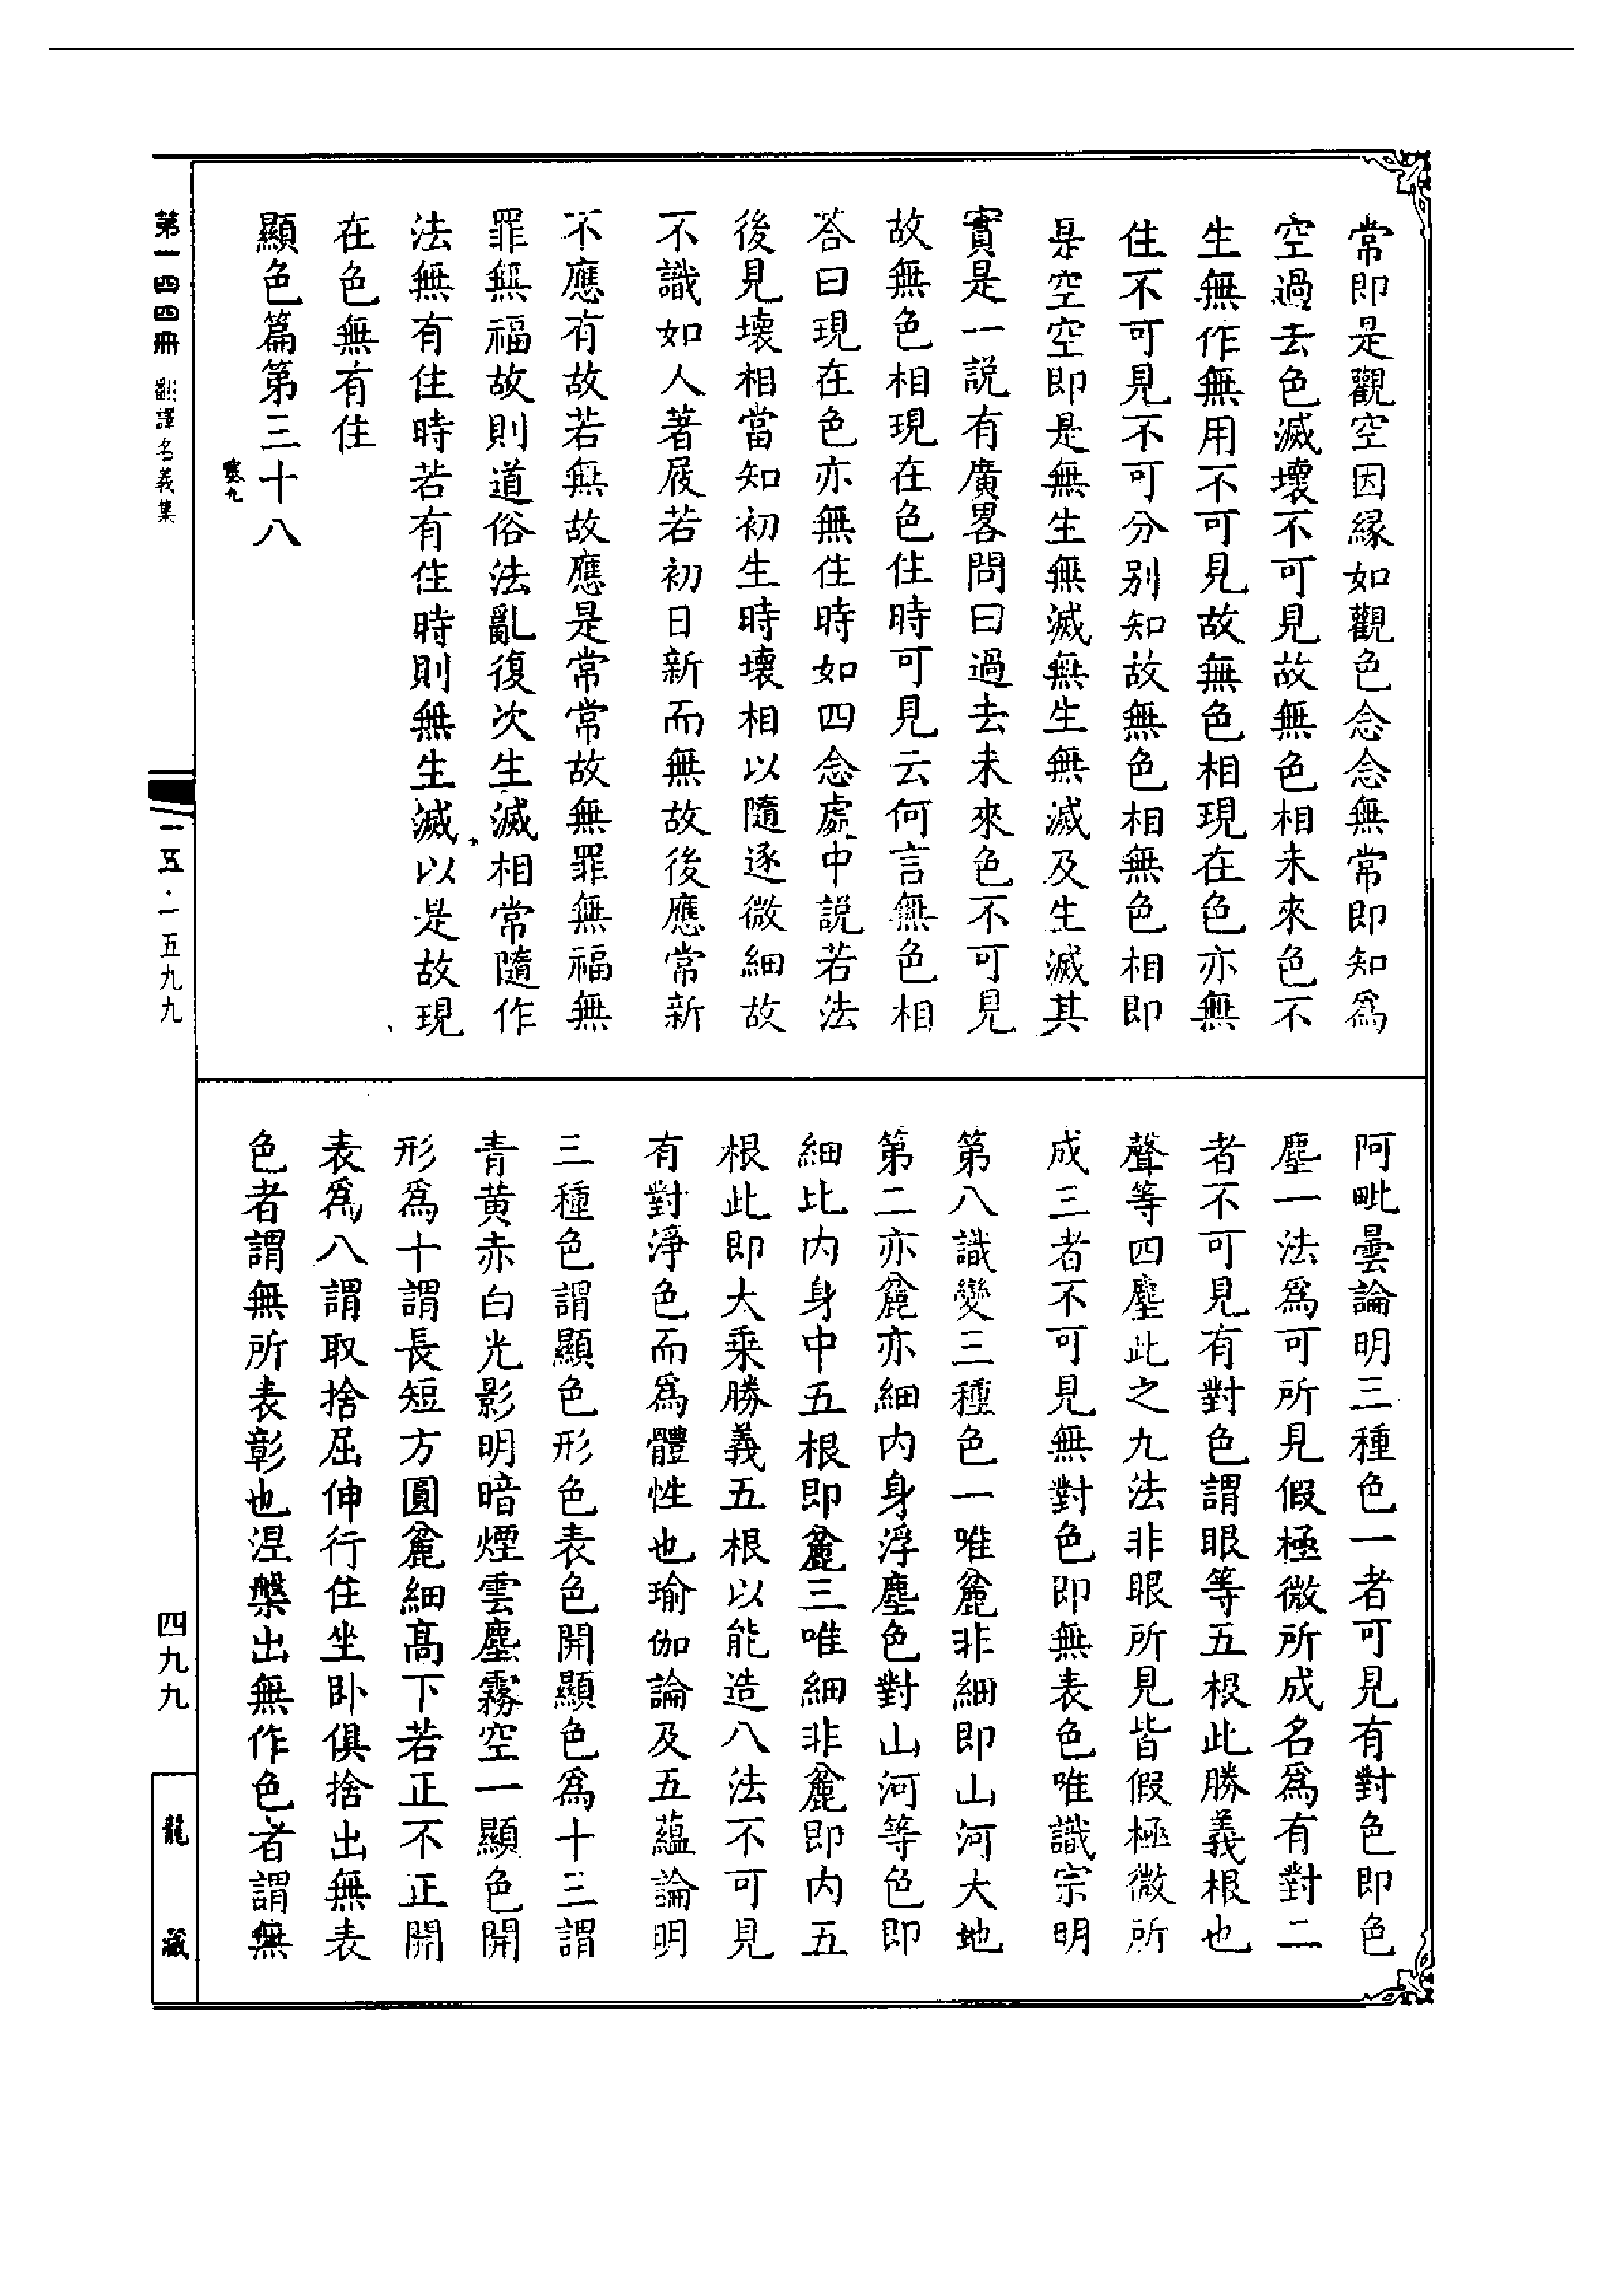 常即是觀空因縁如觀色念念無常即知爲
空過去色滅壞不可見故無色相未來色不
生無作無用不可見故無色相現在色亦無
住不可見不可分别知故無色相無色相即
是空空即是無生無滅無生無滅及生滅其
實是一説有廣畧問曰過去未來色不可見
故無色相現在色住時可見云何言無色相
荅曰現在色亦無住時如四念處中説若法
後見壞相當知初生時壞相以隨逐微細故
不識如人著屐若初日新而無故後應常新
不應有故若無故應是常常故無罪無福無
罪無福故則道俗法亂復次生滅相常隨作
法無有住時若有住時則無生滅以是故現
在色無有住
顯色篇第三十八
阿毗曇論明三種色一者可見有對色即色
塵一法爲可所見假極微所成名爲有對二
者不可見有對色謂眼等五根此勝義根也
聲等四塵此之九法非眼所見皆假極微所
成三者不可見無對色即無表色唯識宗明
第八識變三種色一唯麄非細即山河大地
第二亦麄亦細内身浮塵色對山河等色即
細比内身中五根即麄三唯細非麄即内五
根此即大乗勝義五根以能造八法不可見
有對淨色而爲體性也瑜伽論及五蘊論明
三種色謂顯色形色表色開顯色爲十三謂
青黄赤白光影明暗煙雲塵霧空一顯色開
形爲十謂長短方圓麄細髙下若正不正開
表爲八謂取捨屈伸行住坐卧俱捨出無表
色者謂無所表彰也涅槃出無作色者謂無
第一四四冊 翻譯名義集
一五·一五九九
四九九
龍藏